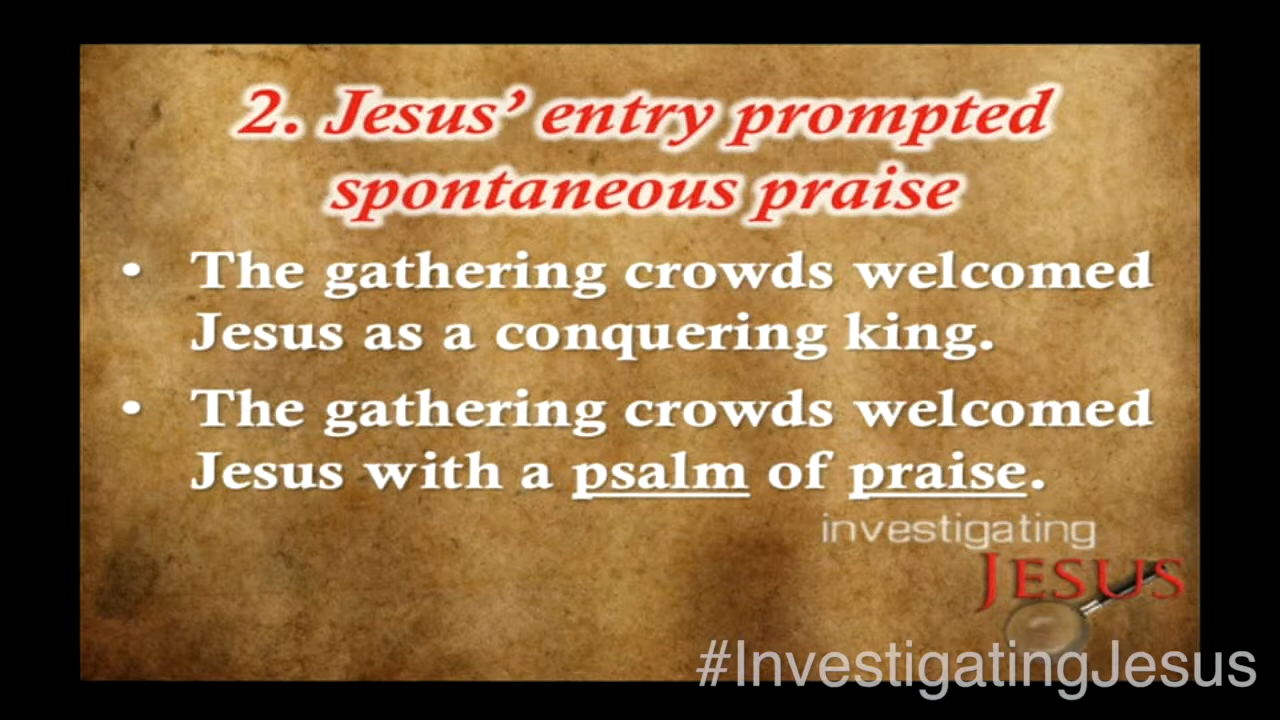 2. Jesus’ entry prompted
spontaneous praise
• The gathering crowds welcomed
Jesus as a conquering king.
• The gathering crowds welcomed
Jesus with a psalm of praise.
investigating
JESUS
#InvestigatingJesus